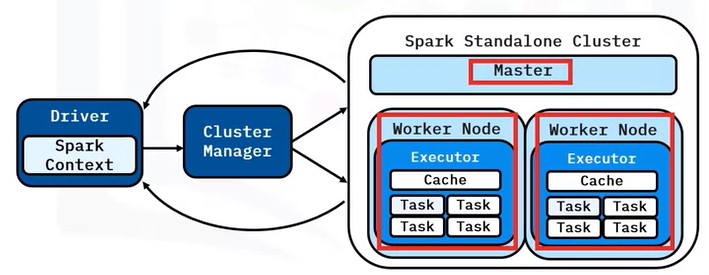 Driver
Spark
Context
Cluster
Manager
Spark Standalone Cluster
Master
Worker Node
Executor
Cache
Task Task
Task Task
Worker Node
Executor
Cache
Task Task
Task Task